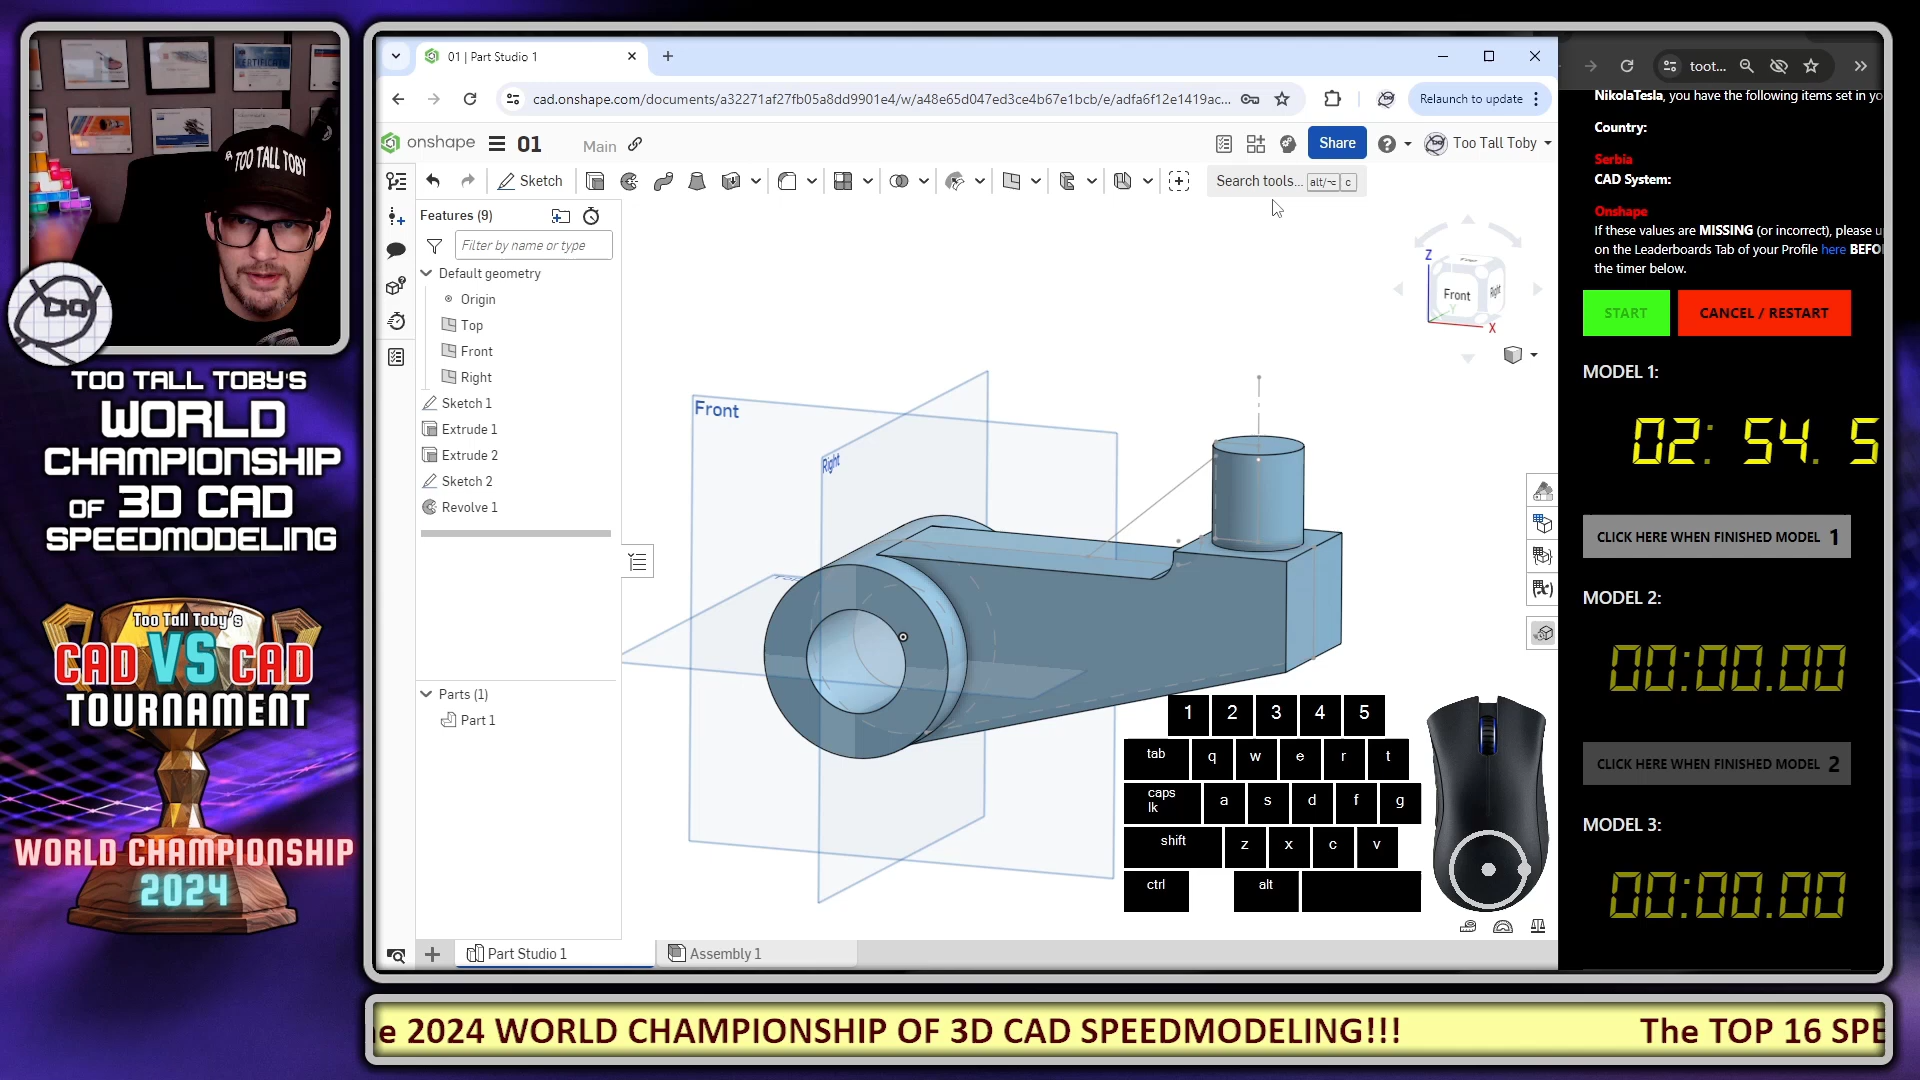 TOO TALL TOBY
TOO TALL TOBY'S
WORLD
CHAMPIONSHIP
OF 3D CAD
SPEEDMODELING
Too Tall Toby's
CAD VS CAD
TOURNAMENT
WORLD CHAMPIONSHIP
2024
01 | Part Studio 1
cad.onshape.com/documents/a32271af27fb05a8dd9901e4/w/a48e65d047ed3ce4b67e1bcb/e/adfa6f12e1419ac...
Relaunch to update
onshape
01
Main
Share
Too Tall Toby
Sketch
Search tools...
alt/⌥
c
Features (9)
Filter by name or type
Default geometry
Origin
Top
Front
Right
Sketch 1
Extrude 1
Extrude 2
Sketch 2
Revolve 1
Parts (1)
Part 1
Front
Right
Z
Front
Right
X
Y
1 2 3 4 5
tab q w e r t
caps lk a s d f g
shift z x c v
ctrl alt
Part Studio 1
Assembly 1
toot...
NikolaTesla, you have the following items set in yo
Country:
Serbia
CAD System:
Onshape
If these values are MISSING (or incorrect), please u
on the Leaderboards Tab of your Profile here BEFO
the timer below.
START
CANCEL / RESTART
MODEL 1:
02: 54. 5
CLICK HERE WHEN FINISHED MODEL 1
MODEL 2:
00:00.00
CLICK HERE WHEN FINISHED MODEL 2
MODEL 3:
00:00.00
e 2024 WORLD CHAMPIONSHIP OF 3D CAD SPEEDMODELING!!!
The TOP 16 SPE